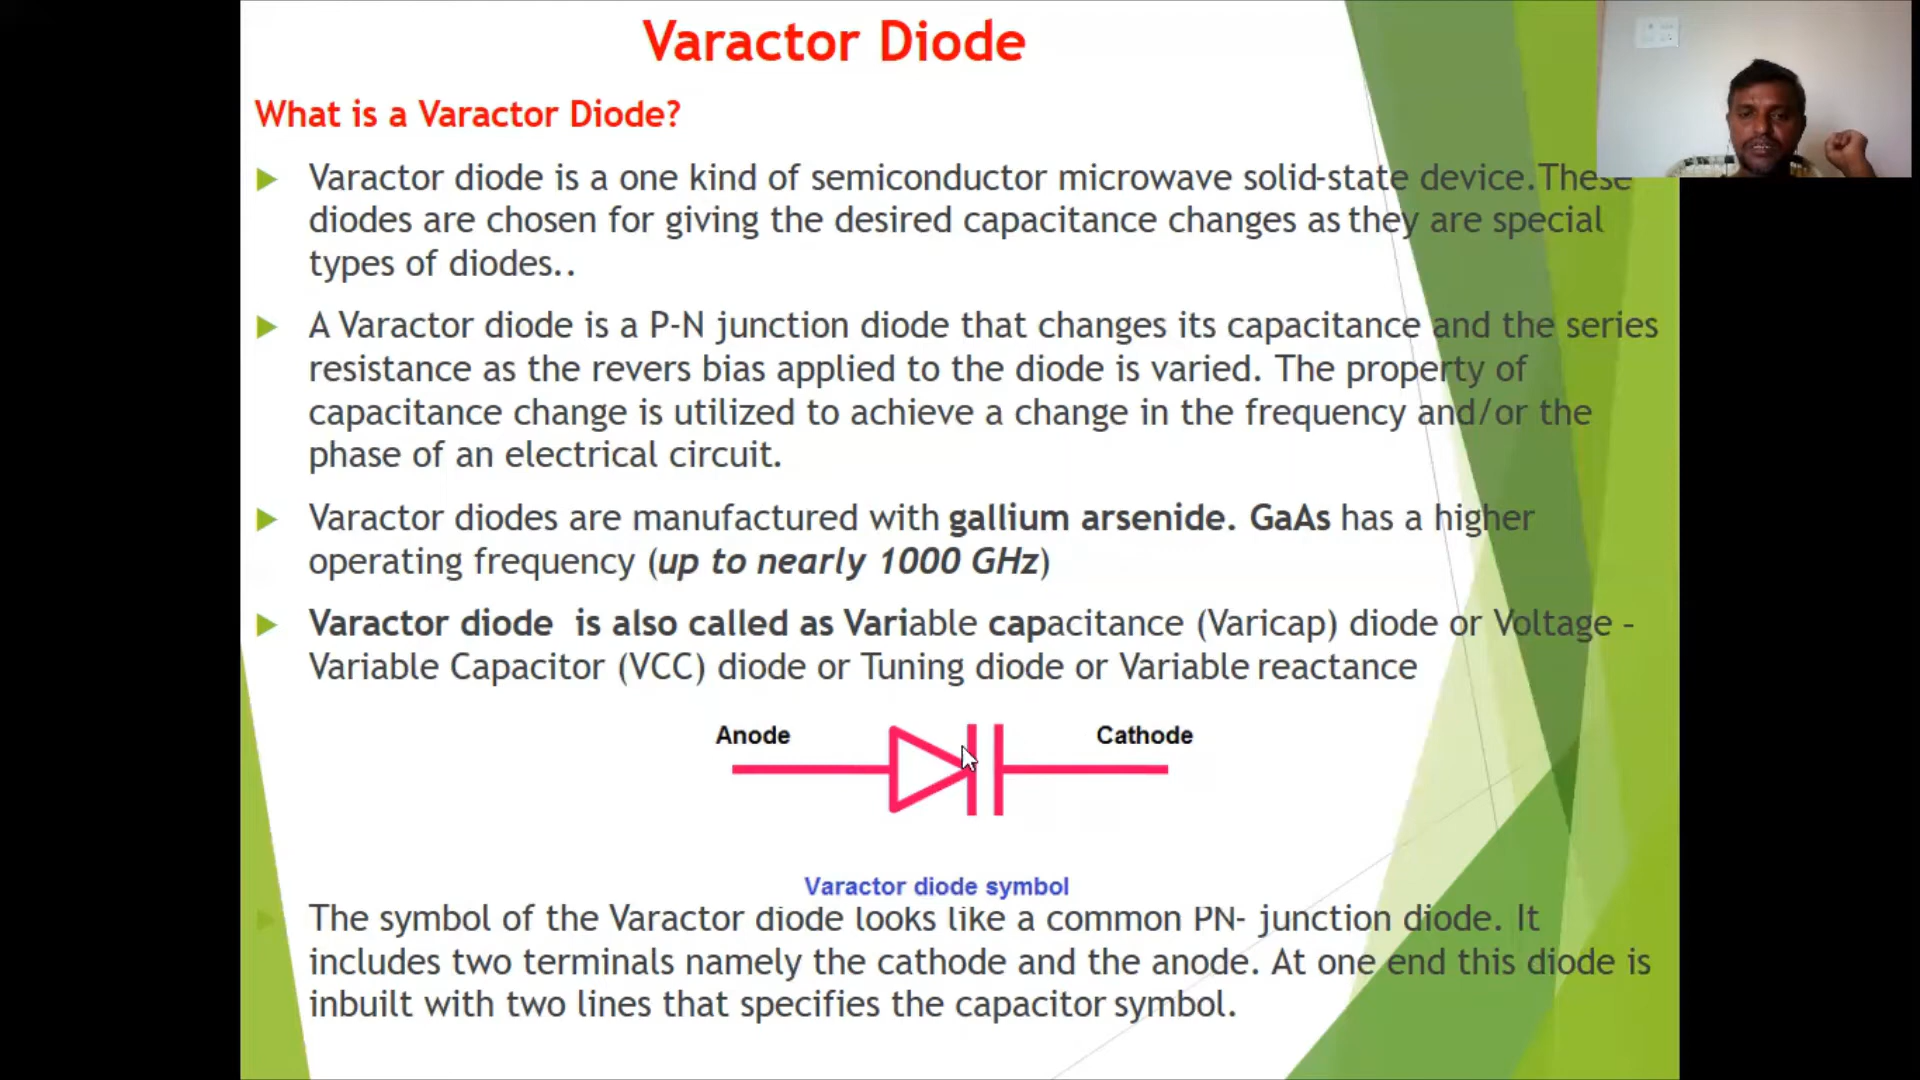 Varactor Diode
What is a Varactor Diode?
Varactor diode is a one kind of semiconductor microwave solid-state device.These
diodes are chosen for giving the desired capacitance changes as they are special
types of diodes..
A Varactor diode is a P-N junction diode that changes its capacitance and the series
resistance as the revers bias applied to the diode is varied. The property of
capacitance change is utilized to achieve a change in the frequency and/or the
phase of an electrical circuit.
Varactor diodes are manufactured with gallium arsenide. GaAs has a higher
operating frequency (up to nearly 1000 GHz)
Varactor diode is also called as Variable capacitance (Varicap) diode or Voltage –
Variable Capacitor (VCC) diode or Tuning diode or Variable reactance
Anode
Cathode
Varactor diode symbol
The symbol of the Varactor diode looks like a common PN- junction diode. It
includes two terminals namely the cathode and the anode. At one end this diode is
inbuilt with two lines that specifies the capacitor symbol.